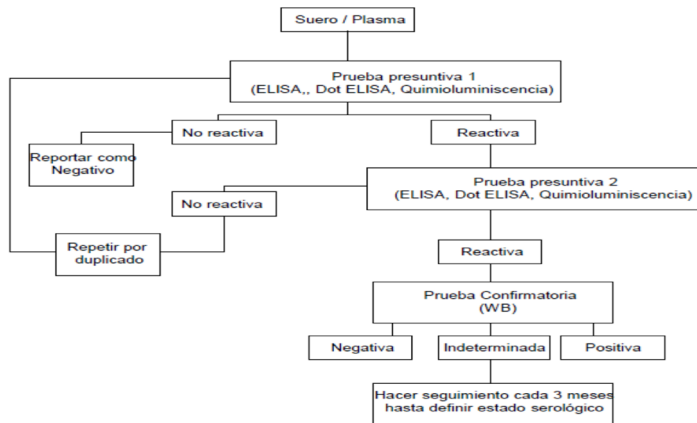 Suero / Plasma
Prueba presuntiva 1
(ELISA,, Dot ELISA, Quimioluminiscencia)
No reactiva
Reactiva
Reportar como
Negativo
Prueba presuntiva 2
(ELISA, Dot ELISA, Quimioluminiscencia)
No reactiva
Repetir por
duplicado
Reactiva
Prueba Confirmatoria
(WB)
Negativa
Indeterminada
Positiva
Hacer seguimiento cada 3 meses
hasta definir estado serológico